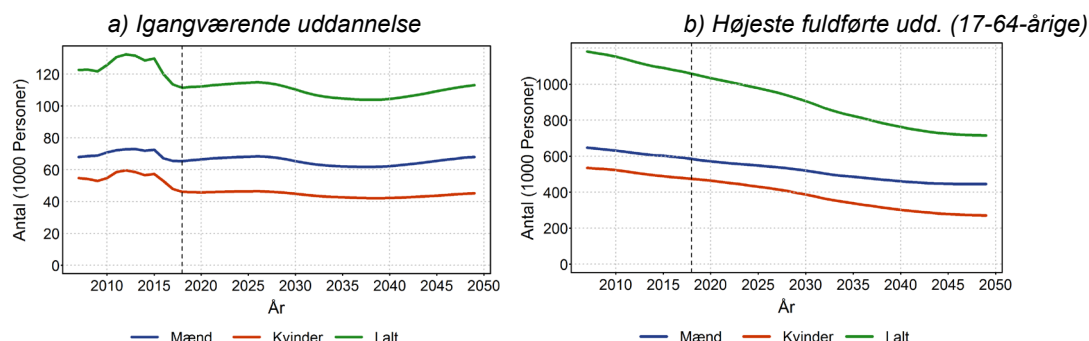 a) Igangværende uddannelse
Antal (1000 Personer)
120
100
80
60
40
20
0
2010 2015 2020 2025 2030 2035 2040 2045 2050
År
Mænd Kvinder I alt
b) Højeste fuldførte udd. (17-64-årige)
Antal (1000 Personer)
1000
800
600
400
200
0
2010 2015 2020 2025 2030 2035 2040 2045 2050
År
Mænd Kvinder I alt